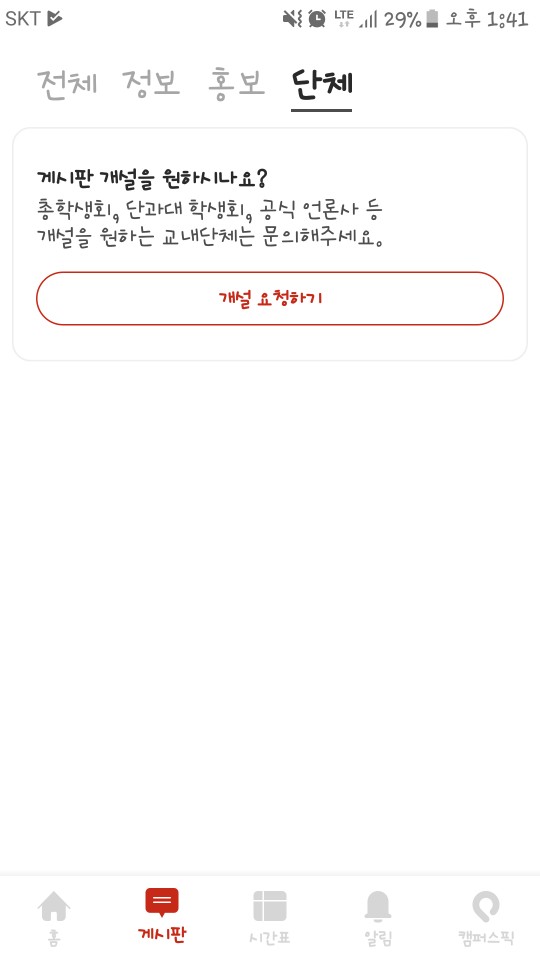 SKT LTE 29% 오후 1:41
전체 정보 홍보 단체
게시판 개설을 원하시나요?
총학생회, 단과대 학생회, 공식 언론사 등
개설을 원하는 교내단체는 문의해주세요.
개설 요청하기
홈 게시판 시간표 알림 캠퍼스픽